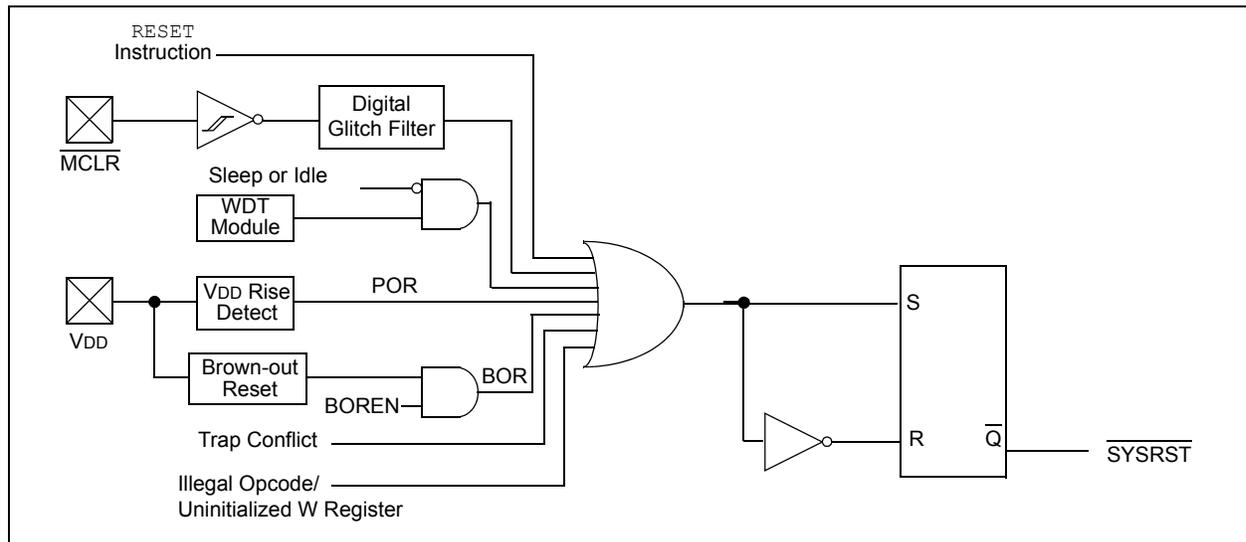 RESET
Instruction
Digital
Glitch Filter
MCLR
Sleep or Idle
WDT
Module
VDD Rise
Detect
POR
VDD
Brown-out
Reset
BOR
BOREN
Trap Conflict
Illegal Opcode/
Uninitialized W Register
S
R
Q
SYSRST